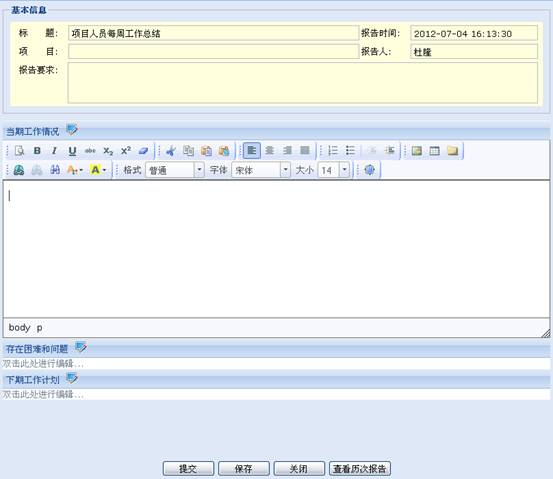 基本信息
标 题: 项目人员每周工作总结 报告时间: 2012-07-04 16:13:30
项 目: 报告人: 杜隆
报告要求:
当期工作情况
B I U abc X₂ X²
A A 格式 普通 字体 宋体 大小 14
body p
存在困难和问题
双击此处进行编辑...
下期工作计划
双击此处进行编辑...
提交 保存 关闭 查看历次报告